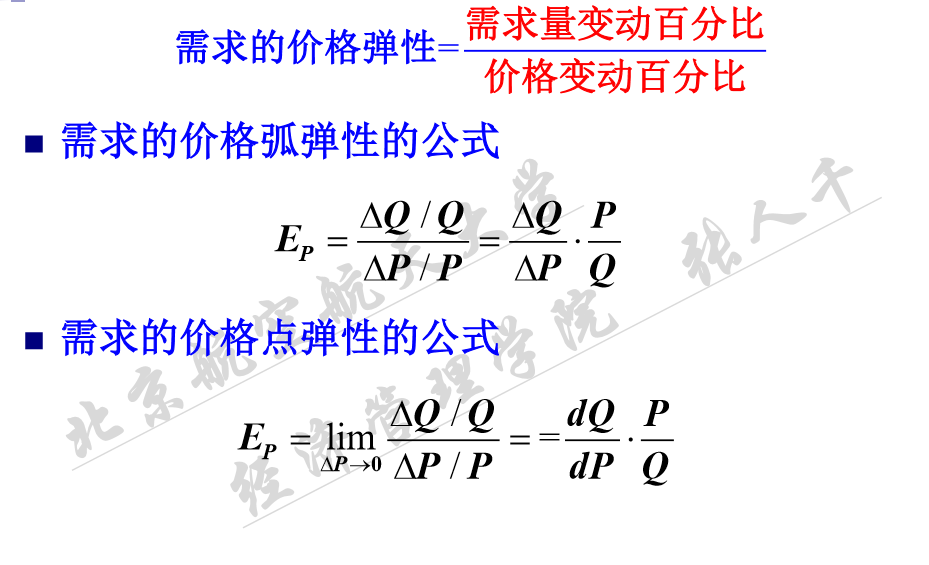 需求的价格弹性=需求量变动百分比/价格变动百分比
■ 需求的价格弧弹性的公式
E_P = (ΔQ / Q)/(ΔP / P) = ΔQ/ΔP · P/Q
■ 需求的价格点弹性的公式
E_P = lim_{ΔP→0} (ΔQ / Q)/(ΔP / P) = = dQ/dP · P/Q
北京航空航天大学
经济管理学院 张人千